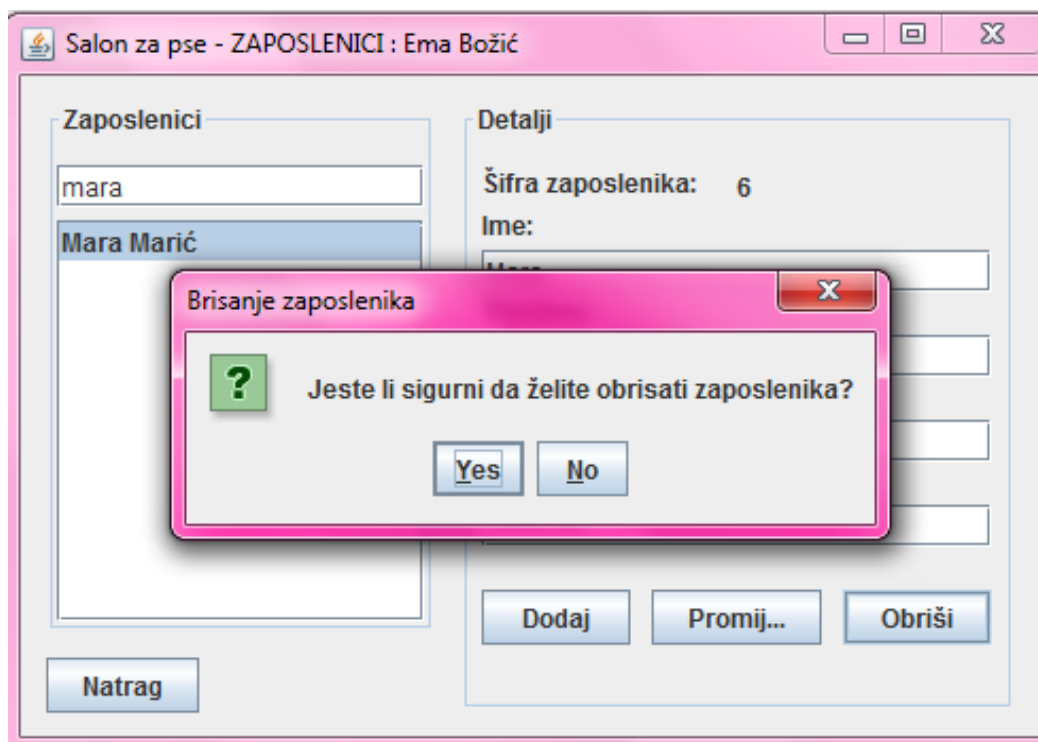 Salon za pse - ZAPOSLENICI : Ema Božić
Zaposlenici
mara
Mara Marić
Detalji
Šifra zaposlenika: 6
Ime:
Brisanje zaposlenika
Jeste li sigurni da želite obrisati zaposlenika?
Yes No
Dodaj Promij... Obriši
Natrag